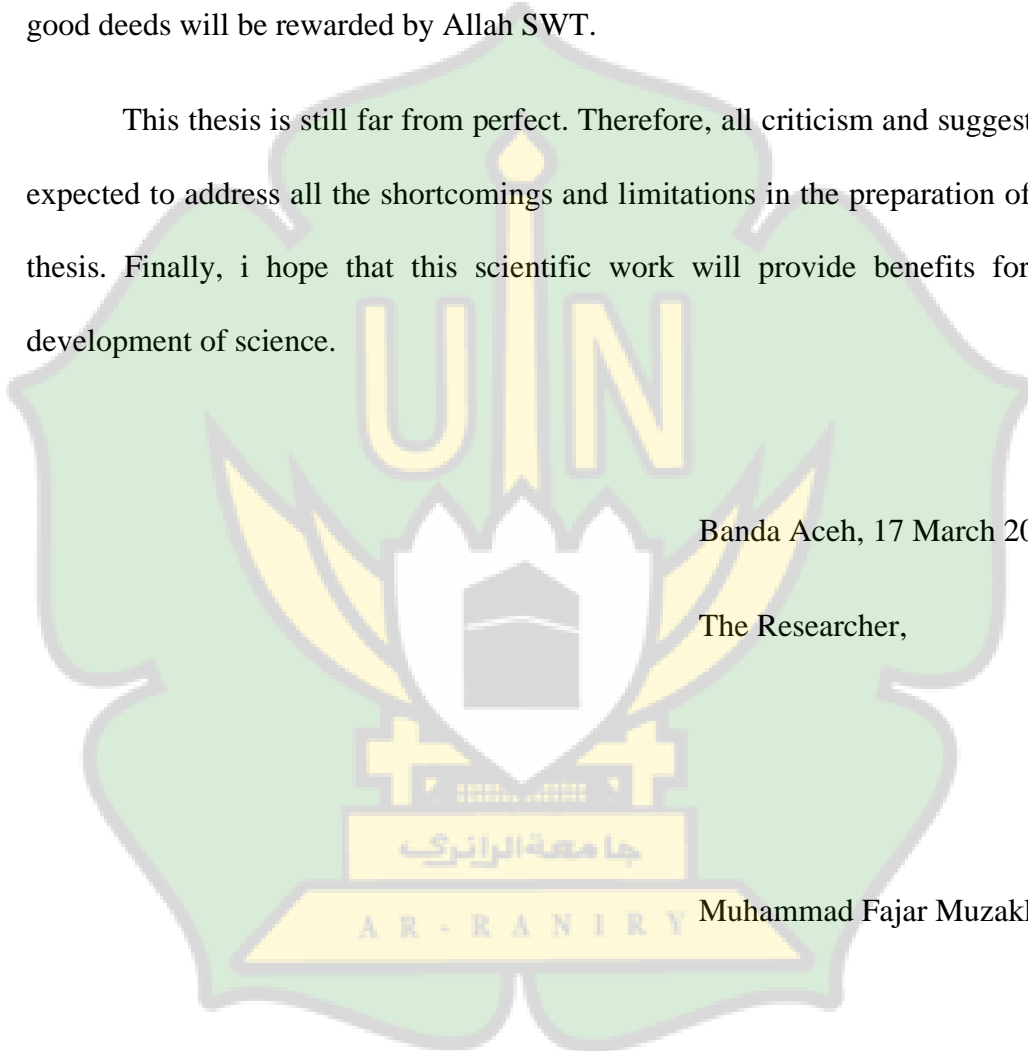 good deeds will be rewarded by Allah SWT.
This thesis is still far from perfect. Therefore, all criticism and suggest
expected to address all the shortcomings and limitations in the preparation of
thesis. Finally, i hope that this scientific work will provide benefits for
development of science.
UIN
Banda Aceh, 17 March 20
The Researcher,
جامعة الرانري
AR-RANIRY
Muhammad Fajar Muzak